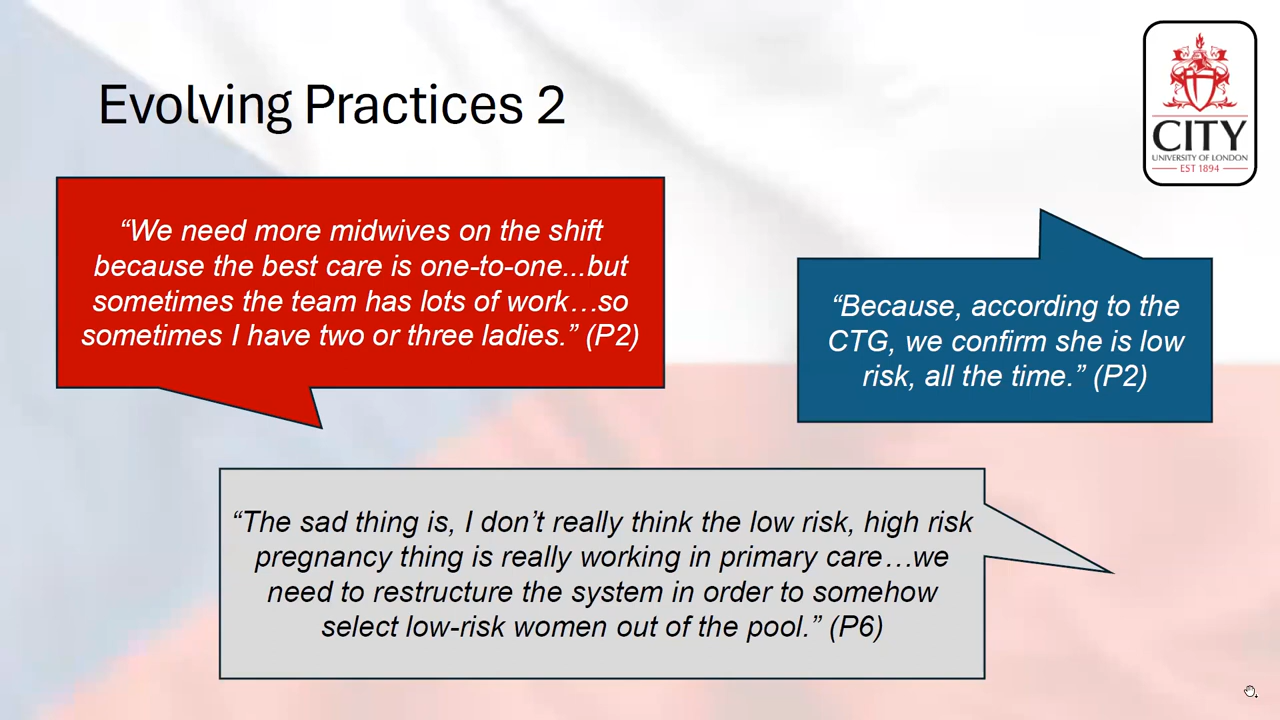 Evolving Practices 2
CITY
UNIVERSITY OF LONDON
EST 1894
“We need more midwives on the shift
because the best care is one-to-one...but
sometimes the team has lots of work…so
sometimes I have two or three ladies.” (P2)
“Because, according to the
CTG, we confirm she is low
risk, all the time.” (P2)
“The sad thing is, I don’t really think the low risk, high risk
pregnancy thing is really working in primary care…we
need to restructure the system in order to somehow
select low-risk women out of the pool.” (P6)